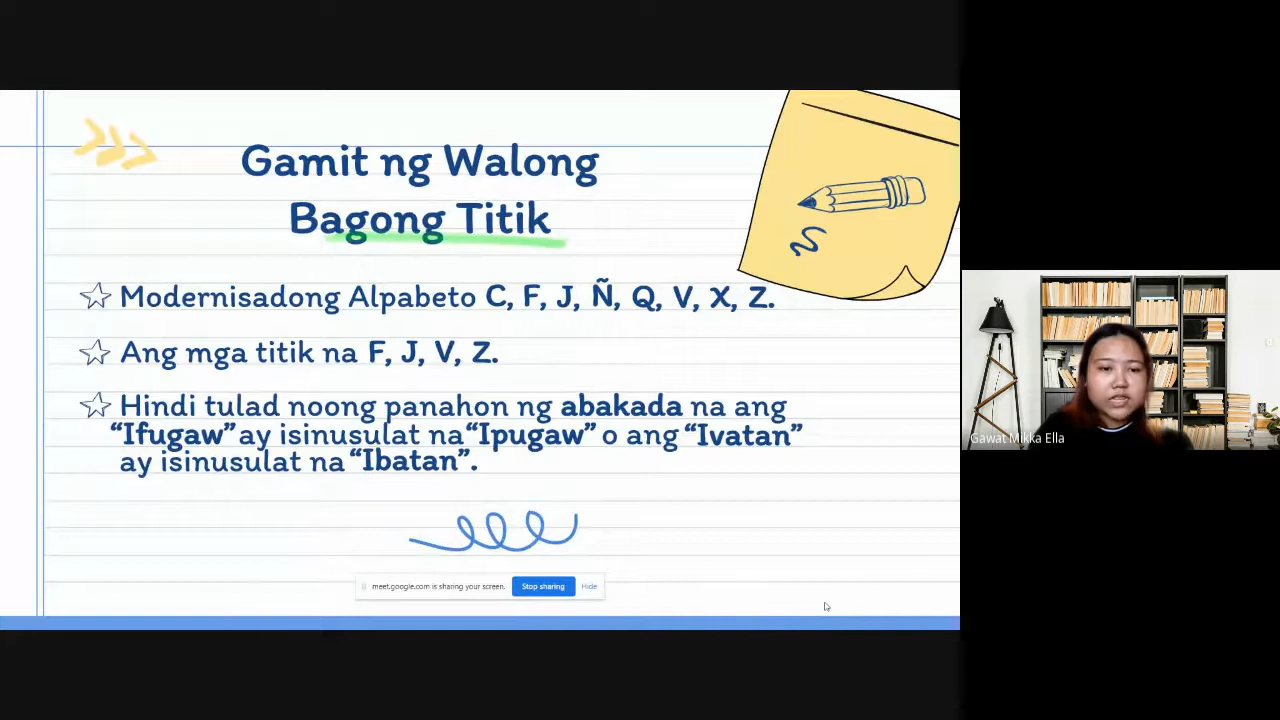 Gamit ng Walong
Bagong Titik
Modernisadong Alpabeto C, F, J, Ñ, Q, V, X, Z.
Ang mga titik na F, J, V, Z.
Hindi tulad noong panahon ng abakada na ang
“Ifugaw” ay isinusulat na “Ipugaw” o ang “Ivatan”
ay isinusulat na “Ibatan”.
meet.google.com is sharing your screen. Stop sharing Hide
Gawat Mikka Ella